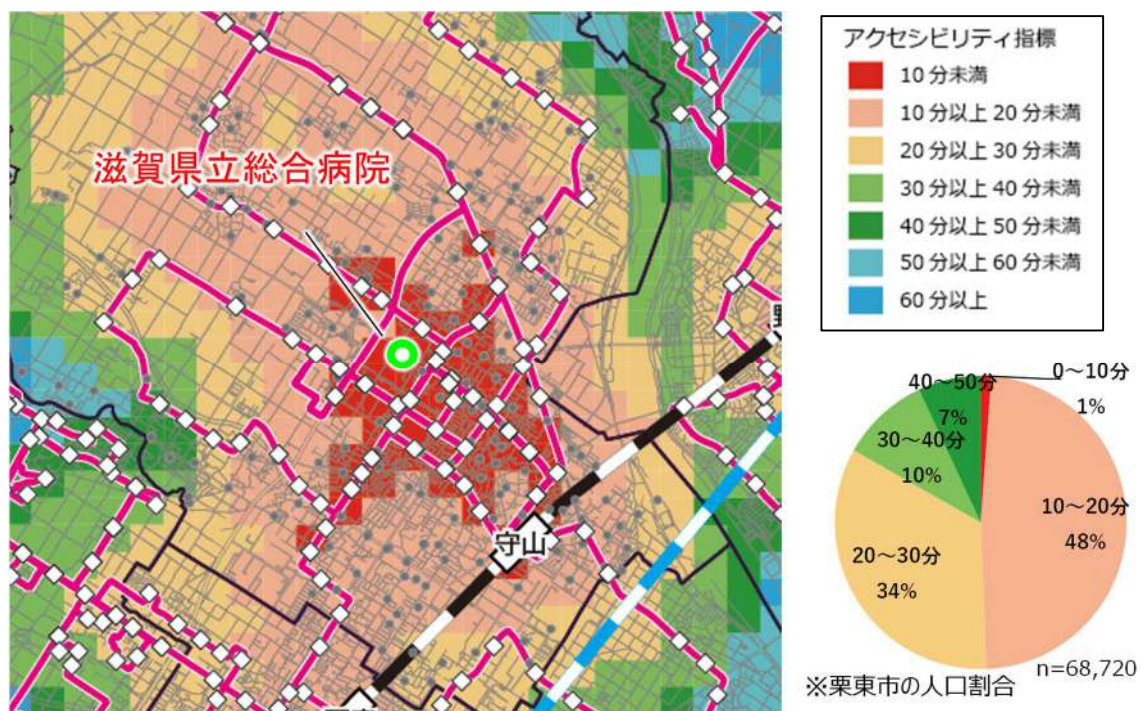 滋賀県立総合病院
守山
アクセシビリティ指標
10分未満
10分以上20分未満
20分以上30分未満
30分以上40分未満
40分以上50分未満
50分以上60分未満
60分以上
0～10分
1%
40～50分
7%
30～40分
10%
10～20分
48%
20～30分
34%
n=68,720
※栗東市の人口割合